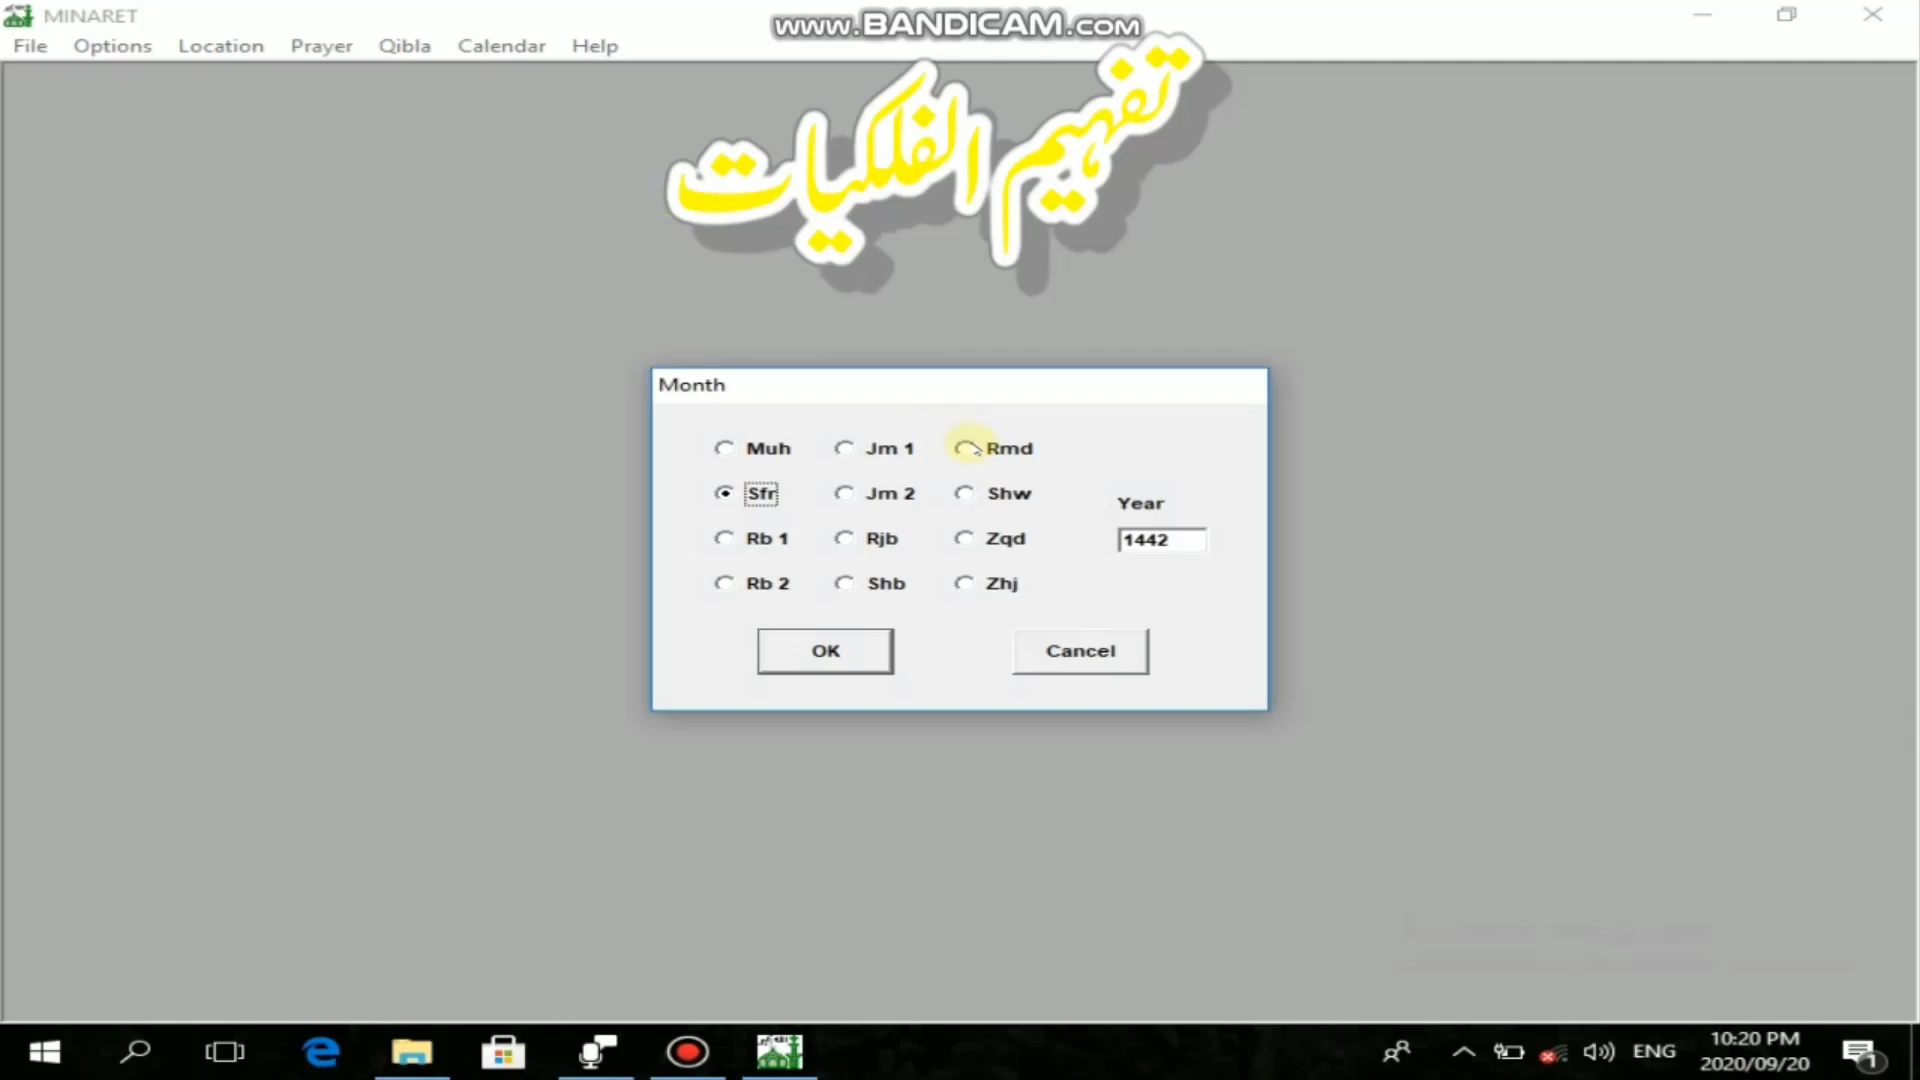 MINARET
www.BANDICAM.com
File Options Location Prayer Qibla Calendar Help
تفہیم الفلکیات
Month
Muh Jm 1 Rmd
Sfr Jm 2 Shw
Year
Rb 1 Rjb Zqd 1442
Rb 2 Shb Zhj
OK Cancel
10:20 PM
ENG
2020/09/20
1